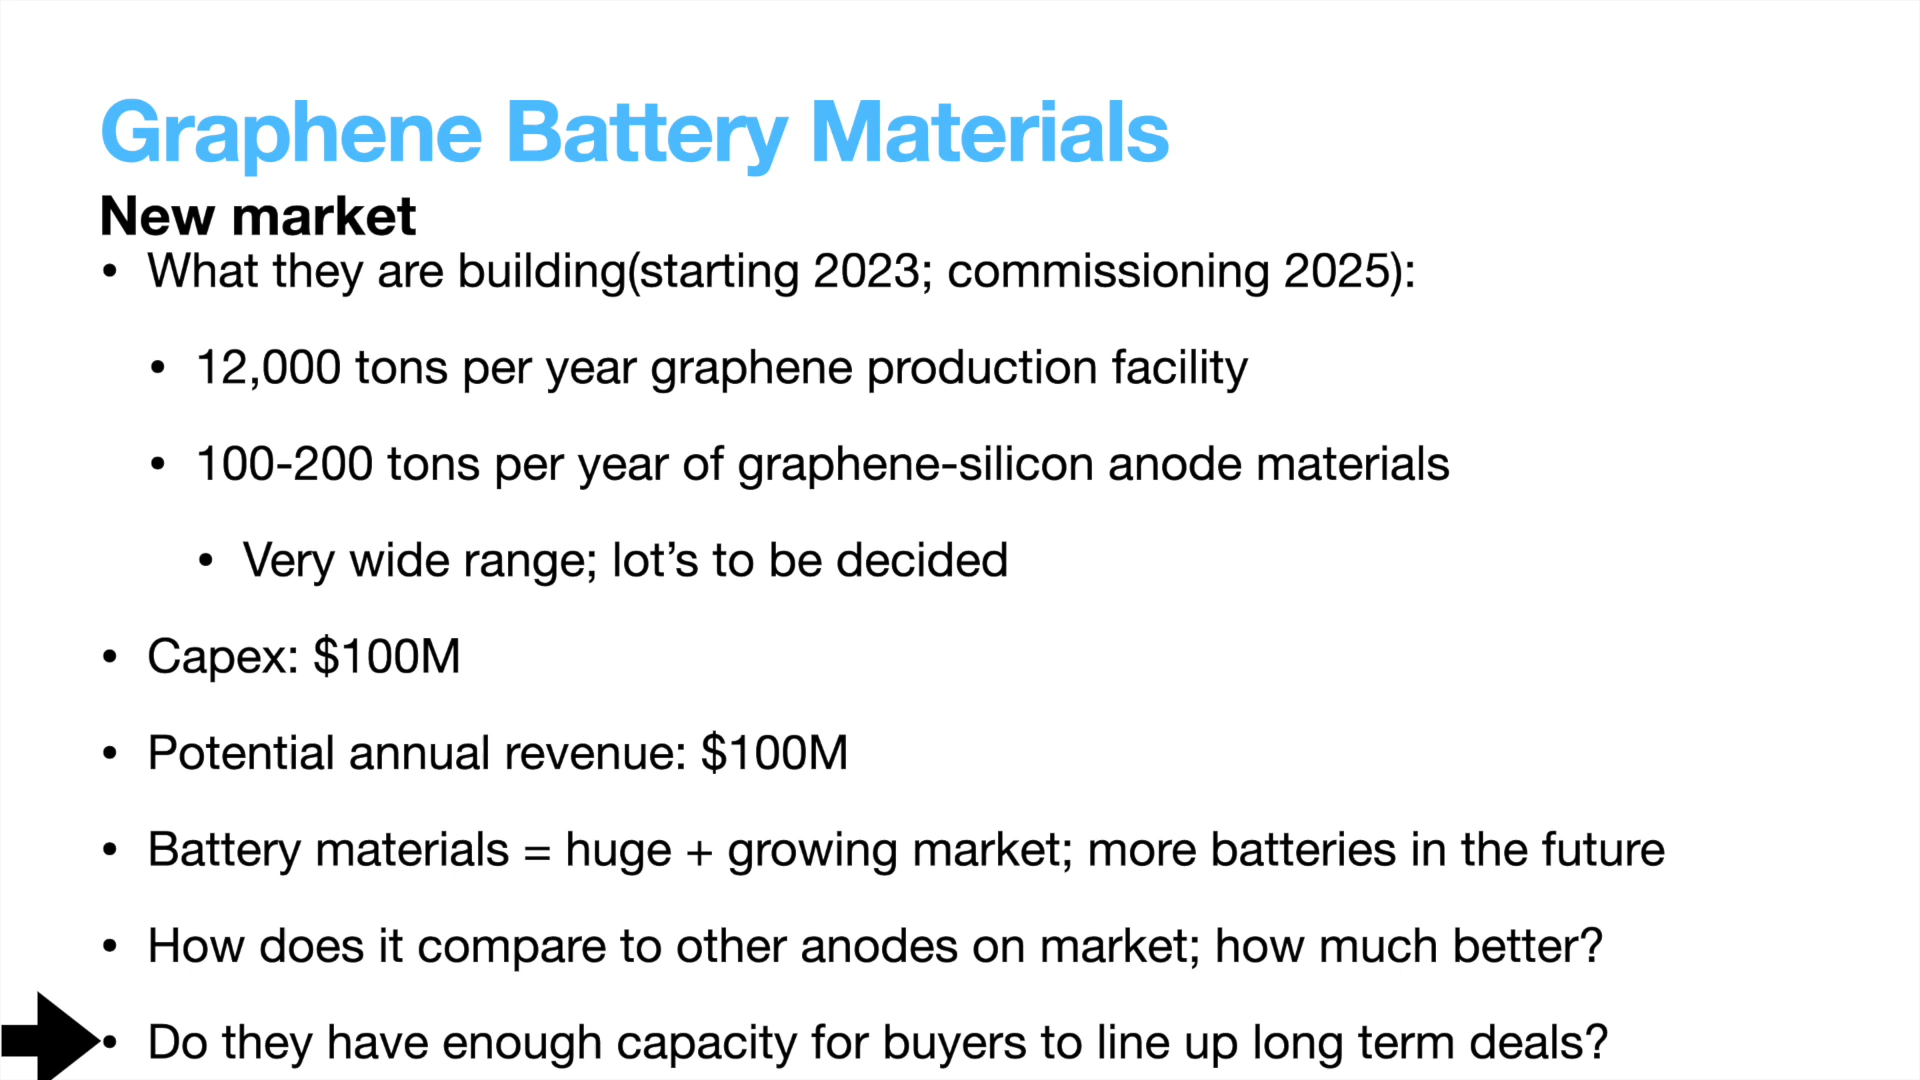 Graphene Battery Materials
New market
• What they are building(starting 2023; commissioning 2025):
• 12,000 tons per year graphene production facility
• 100-200 tons per year of graphene-silicon anode materials
• Very wide range; lot’s to be decided
• Capex: $100M
• Potential annual revenue: $100M
• Battery materials = huge + growing market; more batteries in the future
• How does it compare to other anodes on market; how much better?
• Do they have enough capacity for buyers to line up long term deals?